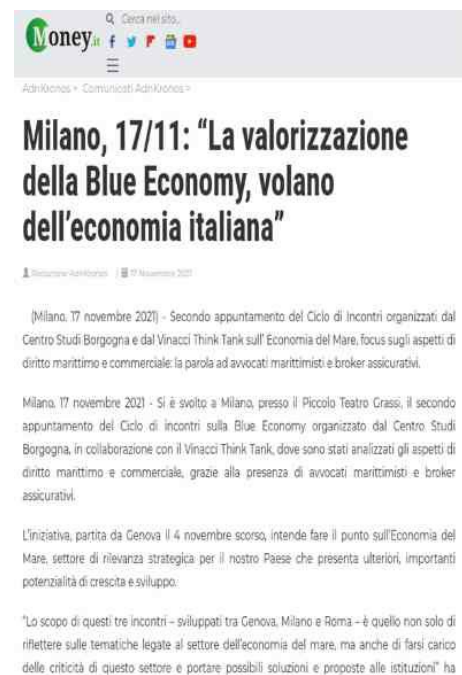 Cerca nel sito...
Money.it
AdnKronos > Comunicati AdnKronos >
Milano, 17/11: “La valorizzazione
della Blue Economy, volano
dell’economia italiana”
Redazione AdnKronos | 17 Novembre 2021
(Milano, 17 novembre 2021) - Secondo appuntamento del Ciclo di Incontri organizzati dal
Centro Studi Borgogna e dal Vinacci Think Tank sull’ Economia del Mare, focus sugli aspetti di
diritto marittimo e commerciale: la parola ad avvocati marittimisti e broker assicurativi.
Milano, 17 novembre 2021 - Si è svolto a Milano, presso il Piccolo Teatro Grassi, il secondo
appuntamento del Ciclo di incontri sulla Blue Economy organizzato dal Centro Studi
Borgogna, in collaborazione con il Vinacci Think Tank, dove sono stati analizzati gli aspetti di
diritto marittimo e commerciale, grazie alla presenza di avvocati marittimisti e broker
assicurativi.
L’iniziativa, partita da Genova il 4 novembre scorso, intende fare il punto sull’Economia del
Mare, settore di rilevanza strategica per il nostro Paese che presenta ulteriori, importanti
potenzialità di crescita e sviluppo.
“Lo scopo di questi tre incontri – sviluppati tra Genova, Milano e Roma – è quello non solo di
riflettere sulle tematiche legate al settore dell’economia del mare, ma anche di farsi carico
delle criticità di questo settore e portare possibili soluzioni e proposte alle istituzioni” ha